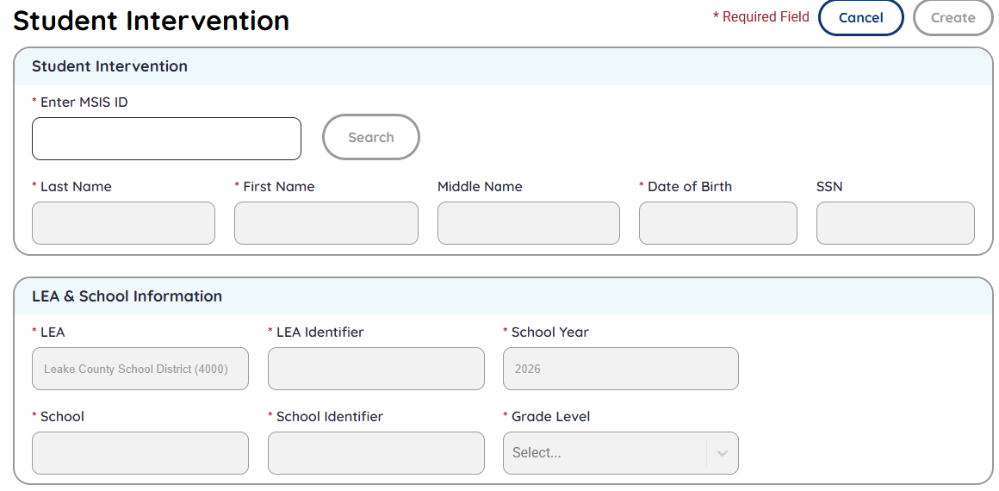 Student Intervention
* Required Field
Cancel
Create
Student Intervention
* Enter MSIS ID
Search
* Last Name
* First Name
Middle Name
* Date of Birth
SSN
LEA & School Information
* LEA
* LEA Identifier
* School Year
Leake County School District (4000)
2026
* School
* School Identifier
* Grade Level
Select...